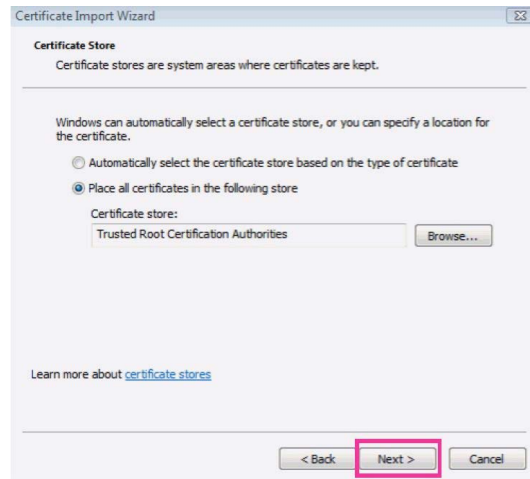 Certificate Import Wizard
Certificate Store
Certificate stores are system areas where certificates are kept.
Windows can automatically select a certificate store, or you can specify a location for
the certificate.
Automatically select the certificate store based on the type of certificate
Place all certificates in the following store
Certificate store:
Trusted Root Certification Authorities
Browse...
Learn more about certificate stores
< Back
Next >
Cancel